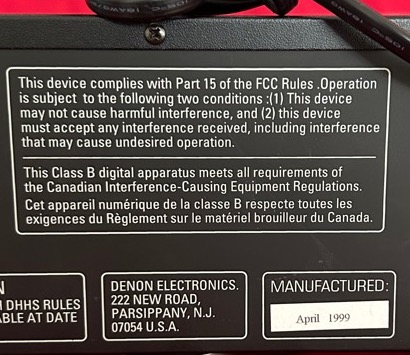 This device complies with Part 15 of the FCC Rules .Operation
is subject to the following two conditions :(1) This device
may not cause harmful interference, and (2) this device
must accept any interference received, including interference
that may cause undesired operation.
This Class B digital apparatus meets all requirements of
the Canadian Interference-Causing Equipment Regulations.
Cet appareil numérique de la classe B respecte toutes les
exigences du Règlement sur le matériel brouilleur du Canada.
DHHS RULES
ABLE AT DATE
DENON ELECTRONICS.
222 NEW ROAD,
PARSIPPANY, N.J.
07054 U.S.A.
MANUFACTURED:
April 1999